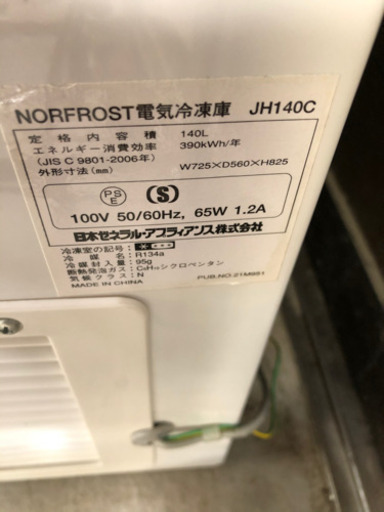 NORFROST電気冷凍庫 JH140C
定格内容積 140L
エネルギー消費効率 390kWh/年
(JIS C 9801-2006年)
外形寸法(mm) W725×D560×H825
PS E (S)
100V 50/60Hz, 65W 1.2A
日本ゼネラル・アプライアンス株式会社
冷凍室の記号:
冷媒名: R134a
冷媒封入量: 95g
断熱発泡ガス: C₅H₁₀シクロペンタン
気候クラス: N
MADE IN CHINA